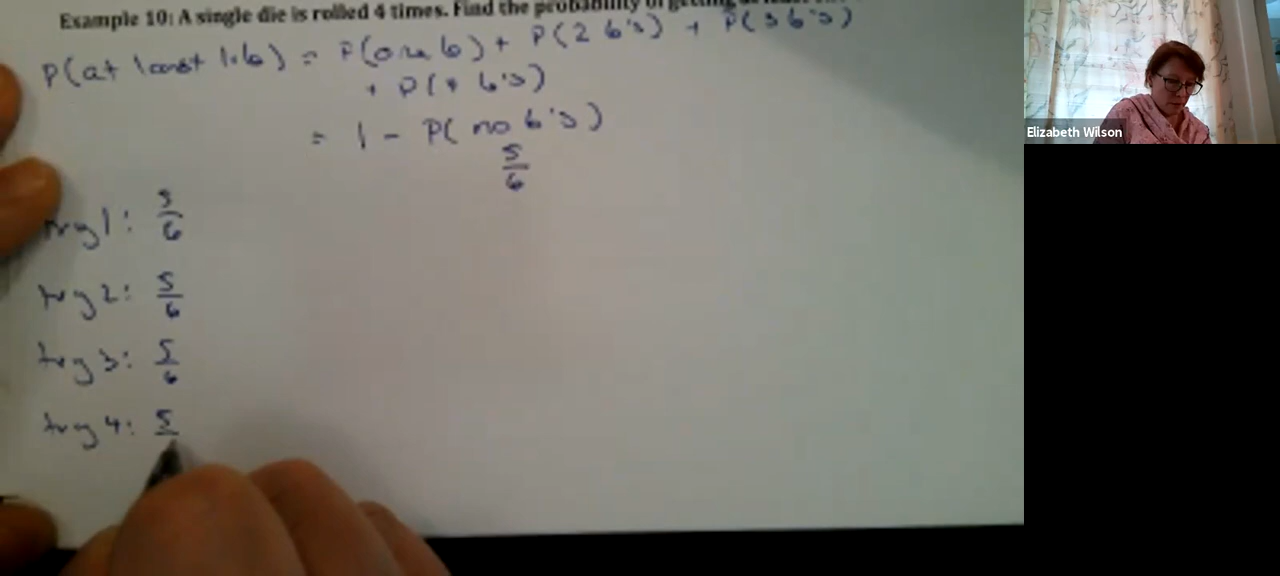 Example 10: A single die is rolled 4 times. Find the probability of getting at least
P(at least 1 6) = P(one 6) + P(2 6's) + P(3 6's)
+ P(4 6's)
= 1 - P(no 6's)
5/6
try 1: 5/6
try 2: 5/6
try 3: 5/6
try 4: 5
Elizabeth Wilson